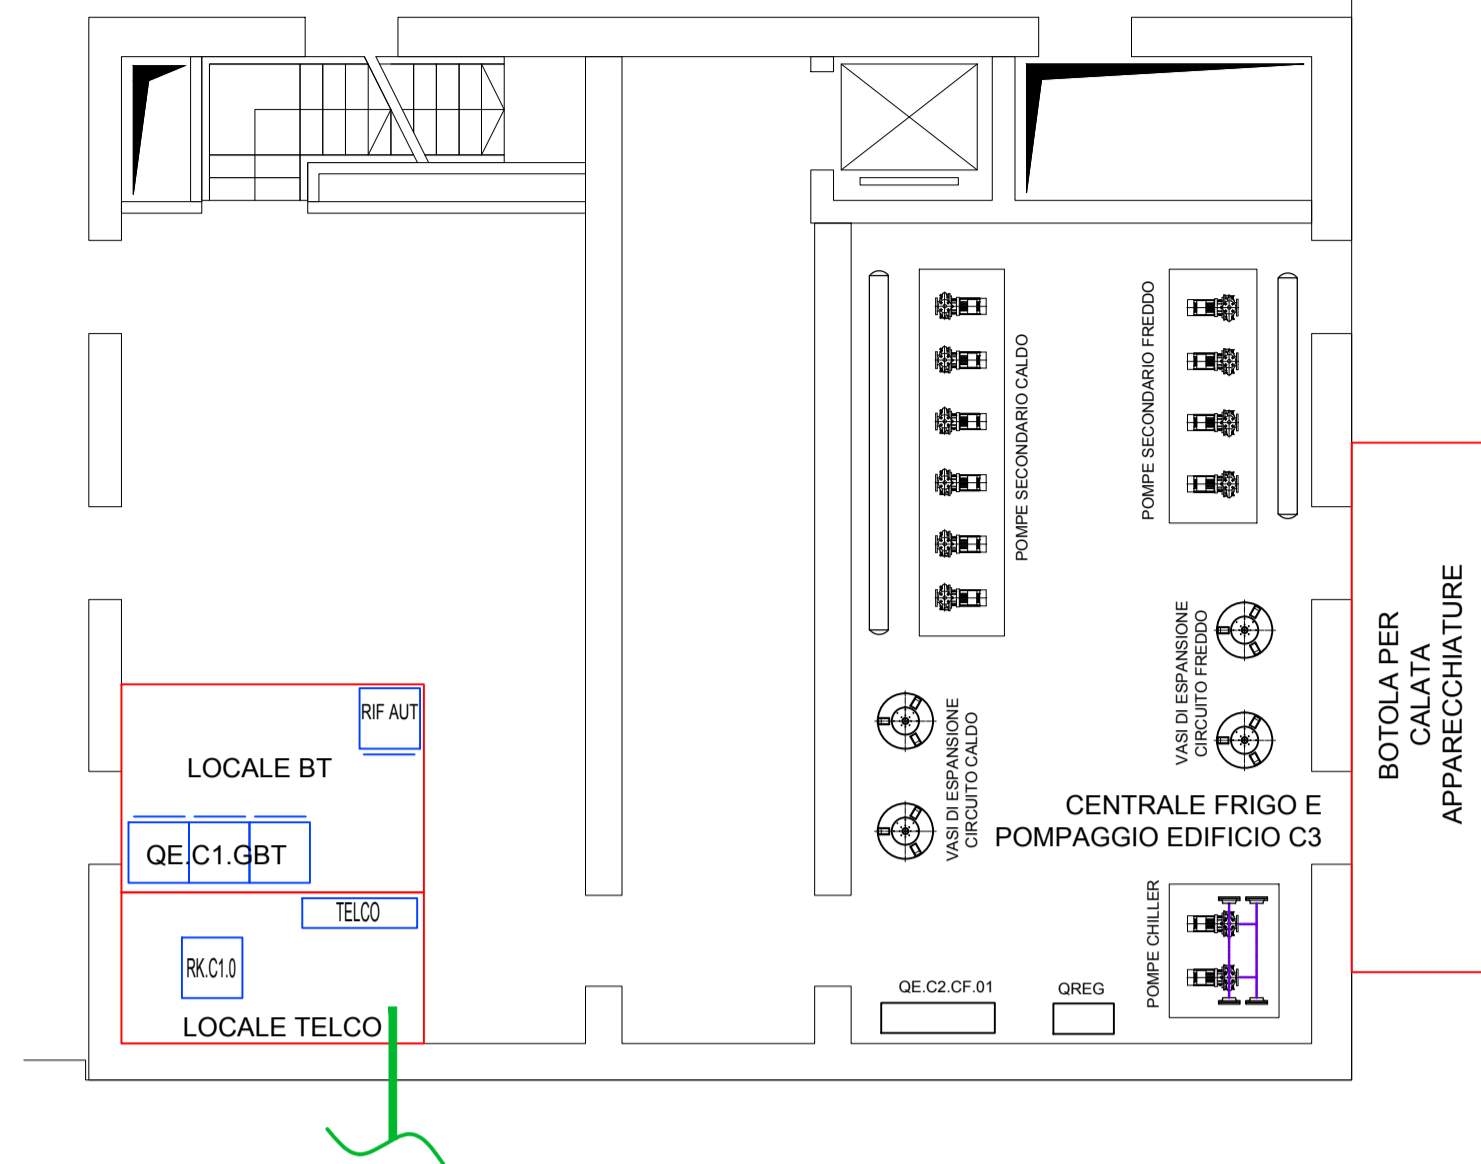 POMPE SECONDARIO CALDO
POMPE SECONDARIO FREDDO
VASI DI ESPANSIONE
CIRCUITO FREDDO
BOTOLA PER
CALATA
APPARECCHIATURE
RIF AUT
LOCALE BT
VASI DI ESPANSIONE
CIRCUITO CALDO
CENTRALE FRIGO E
POMPAGGIO EDIFICIO C3
QE.C1.GBT
TELCO
RK.C1.0
LOCALE TELCO
QE.C2.CF.01
QREG
POMPE CHILLER